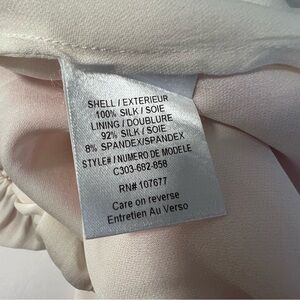 SHELL / EXTERIEUR
100% SILK / SOIE
LINING / DOUBLURE
92% SILK / SOIE
8% SPANDEX/SPANDEX
STYLE# / NUMERO DE MODELE
C303-682-858
RN# 107677
Care on reverse
Entretien Au Verso